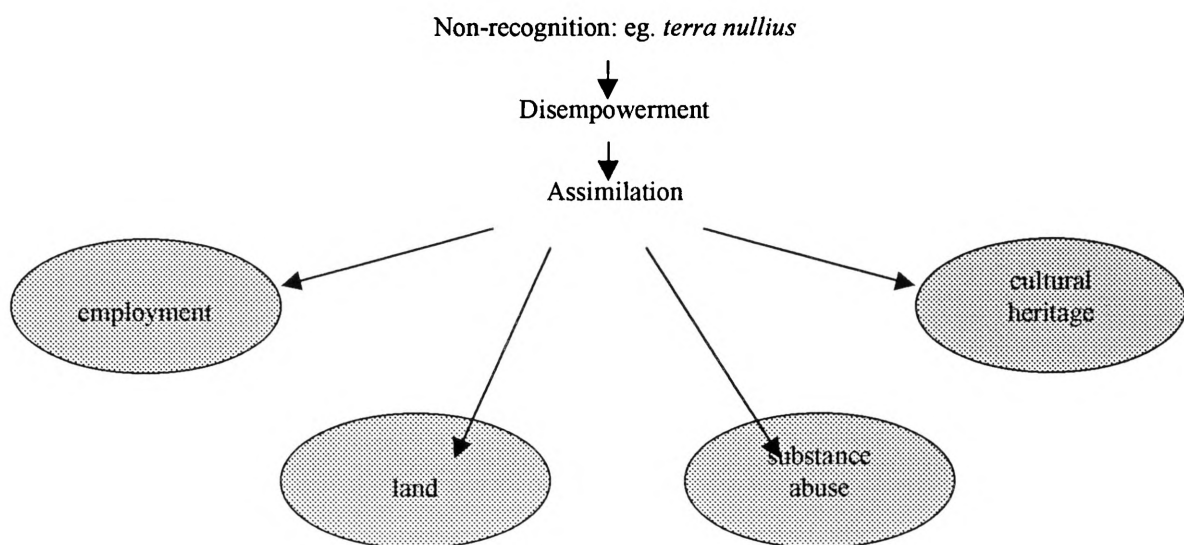 Non-recognition: eg. terra nullius
Disempowerment
Assimilation
employment
cultural
heritage
land
substance
abuse